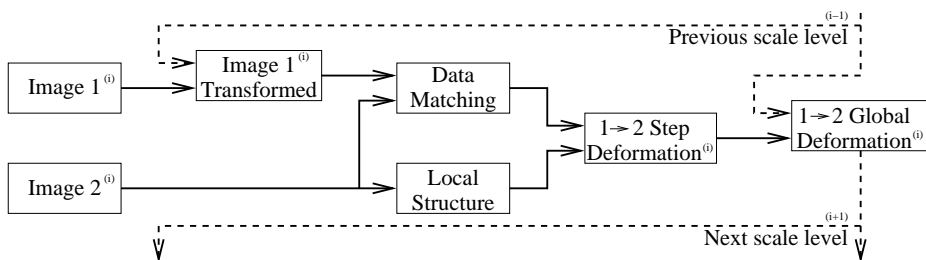 (i−1)
Previous scale level
Image 1 (i)
Image 1 (i)
Transformed
Data
Matching
1→2 Step
Deformation (i)
1→2 Global
Deformation (i)
Image 2 (i)
Local
Structure
(i+1)
Next scale level